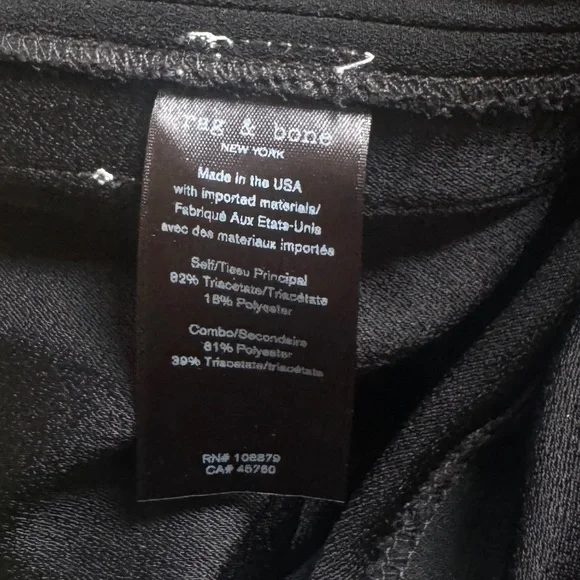 rag & bone
NEW YORK
Made in the USA
with imported materials/
Fabriqué Aux Etats-Unis
avec des materiaux importés
Self/Tissu Principal
82% Triacetate/Triacétate
18% Polyester
Combo/Secondaire
61% Polyester
39% Triacetate/triacétate
RN# 108879
CA# 45760